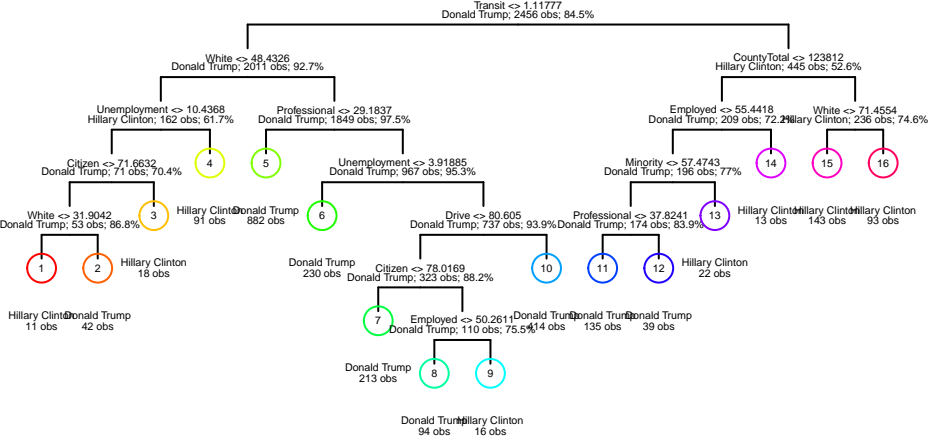 Transit <> 1.11777
Donald Trump; 2456 obs; 84.5%
White <> 48.4326
Donald Trump; 2011 obs; 92.7%
CountyTotal <> 123812
Hillary Clinton; 445 obs; 52.6%
Unemployment <> 10.4368
Hillary Clinton; 162 obs; 61.7%
Professional <> 29.1837
Donald Trump; 1849 obs; 97.5%
Employed <> 55.4418
Donald Trump; 209 obs; 72.2%
White <> 71.4554
Hillary Clinton; 236 obs; 74.6%
Citizen <> 71.6632
Donald Trump; 71 obs; 70.4%
4
5
Unemployment <> 3.91885
Donald Trump; 967 obs; 95.3%
Minority <> 57.4743
Donald Trump; 196 obs; 77%
14
15
16
White <> 31.9042
Donald Trump; 53 obs; 86.8%
3
Hillary Clinton
91 obs
Donald Trump
882 obs
6
Drive <> 80.605
Donald Trump; 737 obs; 93.9%
Professional <> 37.8241
Donald Trump; 174 obs; 83.9%
13
Hillary Clinton
13 obs
Hillary Clinton
143 obs
Hillary Clinton
93 obs
1
2
Hillary Clinton
18 obs
Donald Trump
230 obs
Citizen <> 78.0169
Donald Trump; 323 obs; 88.2%
10
11
12
Hillary Clinton
22 obs
Hillary Clinton
11 obs
Donald Trump
42 obs
7
Employed <> 50.2611
Donald Trump; 110 obs; 75.5%
Donald Trump
414 obs
Donald Trump
135 obs
Donald Trump
39 obs
Donald Trump
213 obs
8
9
Donald Trump
94 obs
Hillary Clinton
16 obs